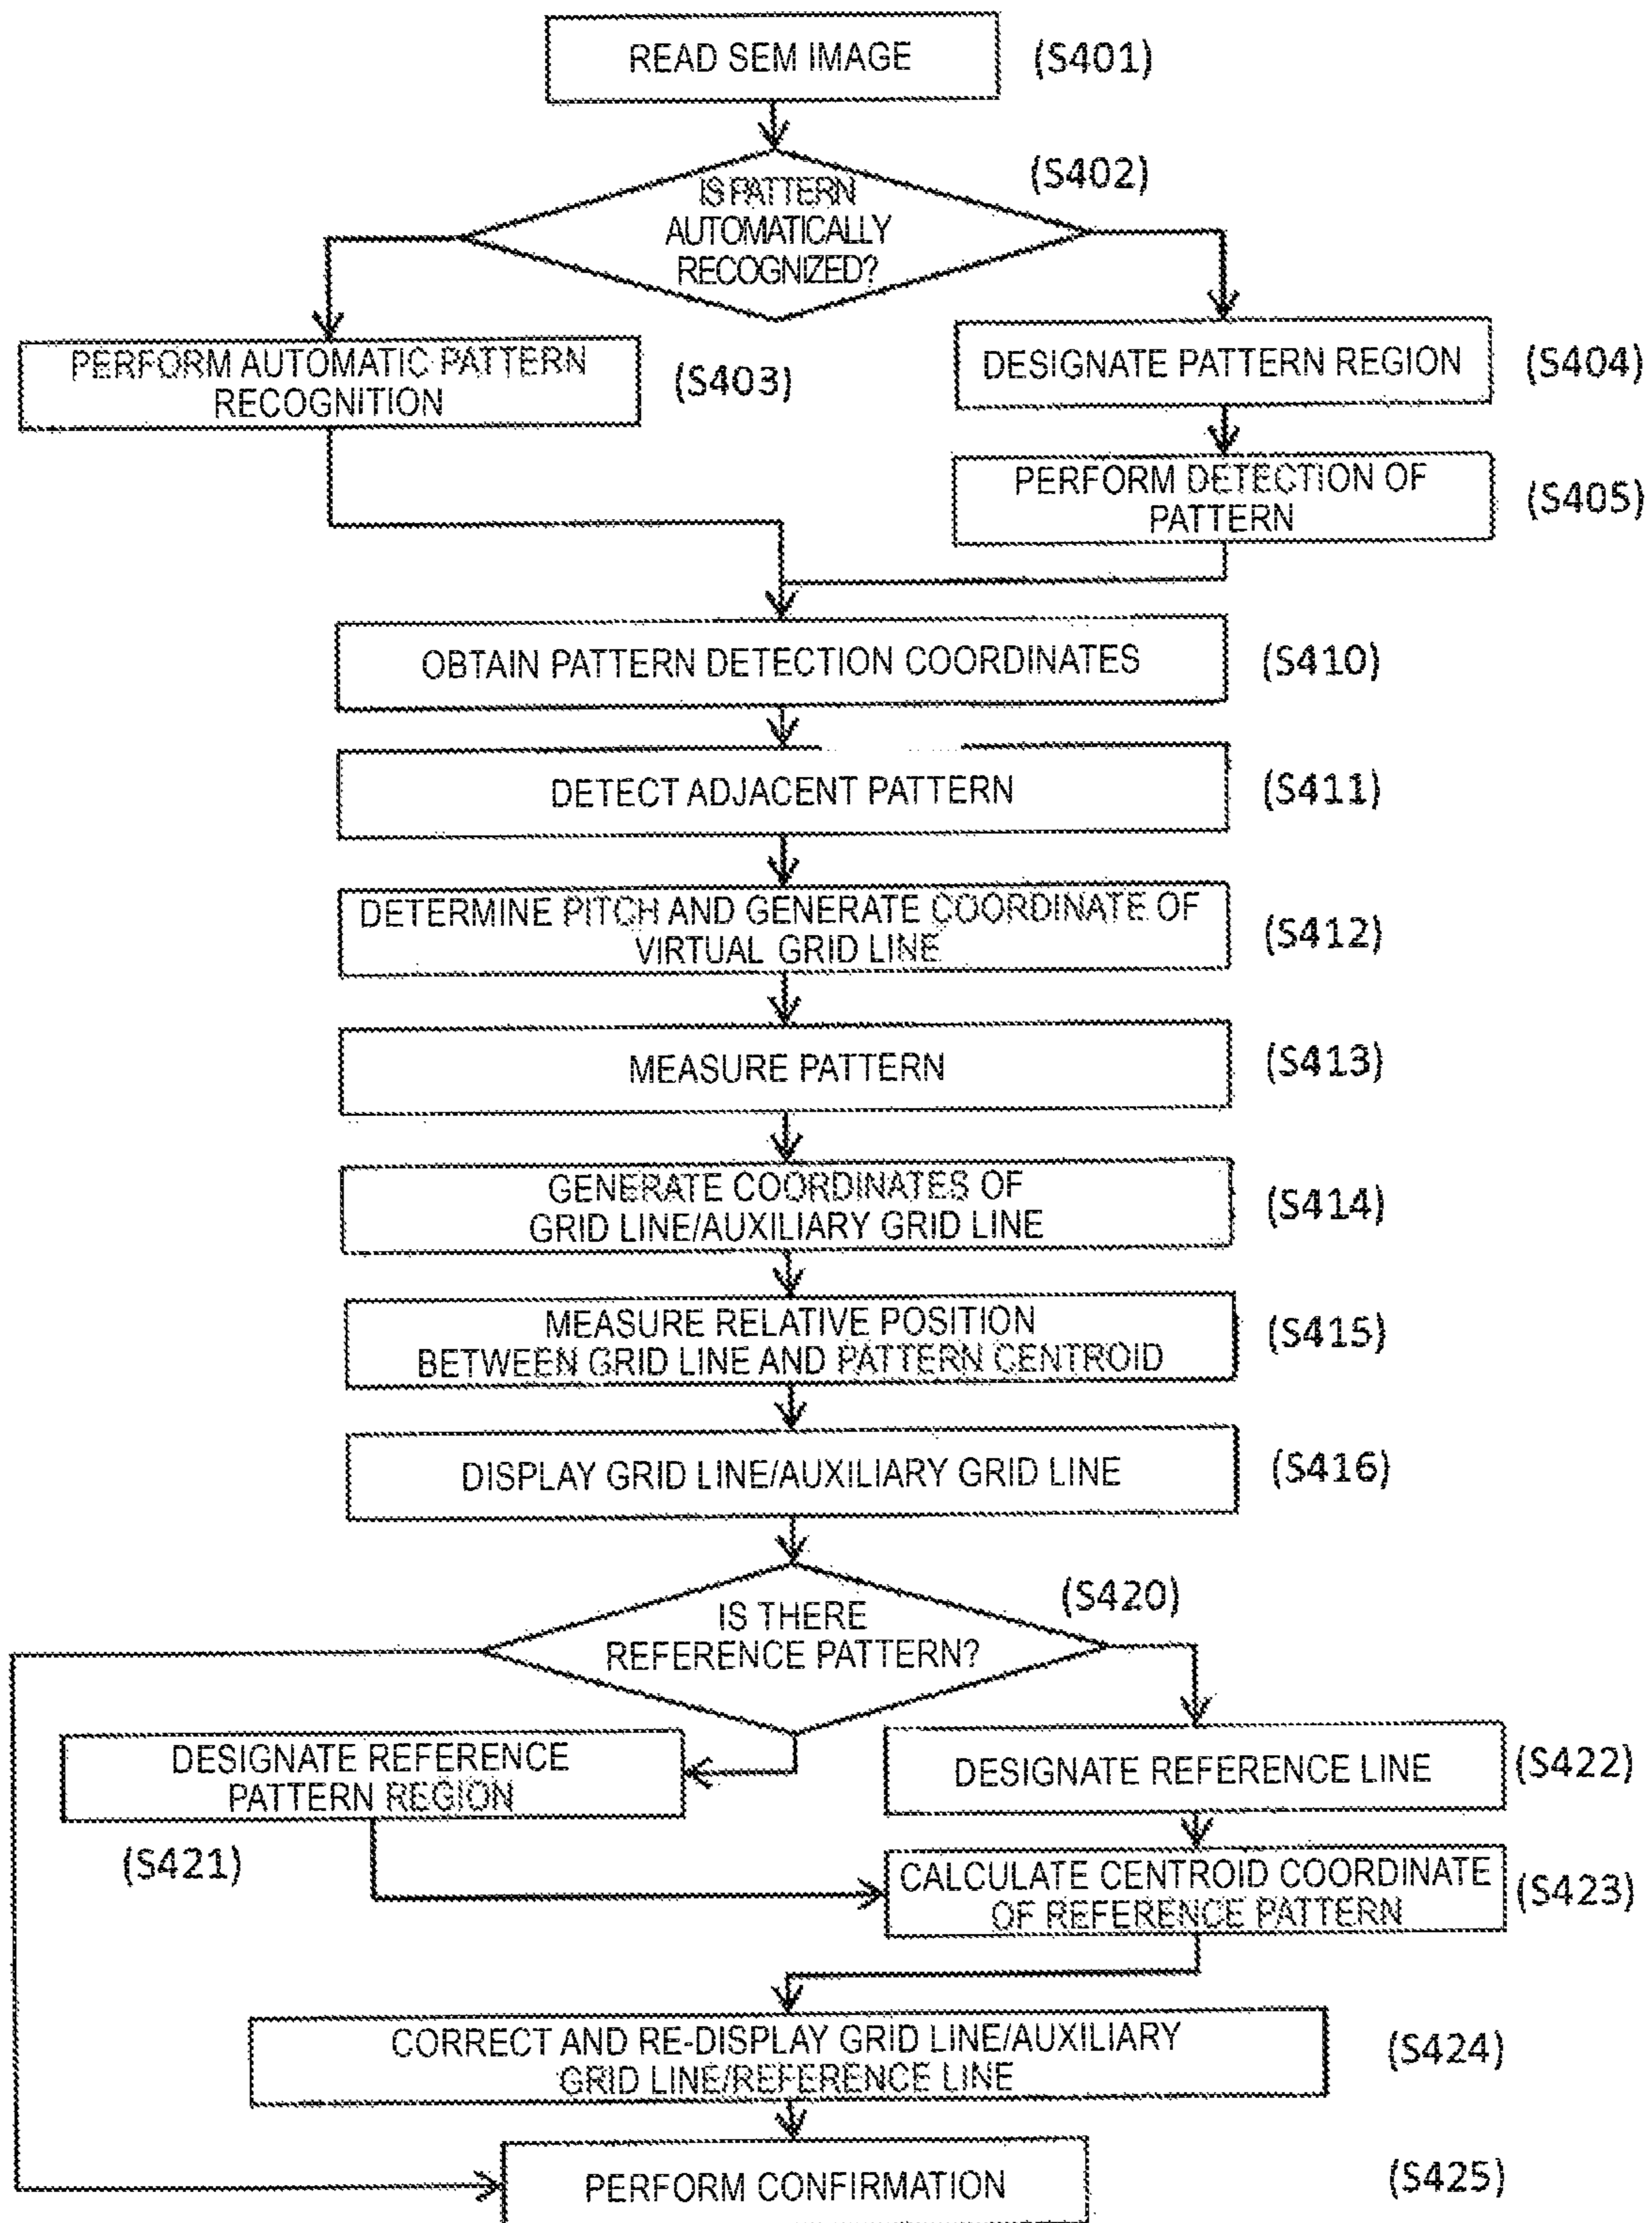 READ SEM IMAGE
(S401)
(S402)
IS PATTERN
AUTOMATICALLY
RECOGNIZED?
PERFORM AUTOMATIC PATTERN
RECOGNITION
(S403)
DESIGNATE PATTERN REGION
(S404)
PERFORM DETECTION OF
PATTERN
(S405)
OBTAIN PATTERN DETECTION COORDINATES
(S410)
DETECT ADJACENT PATTERN
(S411)
DETERMINE PITCH AND GENERATE COORDINATE OF
VIRTUAL GRID LINE
(S412)
MEASURE PATTERN
(S413)
GENERATE COORDINATES OF
GRID LINE/AUXILIARY GRID LINE
(S414)
MEASURE RELATIVE POSITION
BETWEEN GRID LINE AND PATTERN CENTROID
(S415)
DISPLAY GRID LINE/AUXILIARY GRID LINE
(S416)
(S420)
IS THERE
REFERENCE PATTERN?
DESIGNATE REFERENCE
PATTERN REGION
(S421)
DESIGNATE REFERENCE LINE
(S422)
CALCULATE CENTROID COORDINATE
OF REFERENCE PATTERN
(S423)
CORRECT AND RE-DISPLAY GRID LINE/AUXILIARY
GRID LINE/REFERENCE LINE
(S424)
PERFORM CONFIRMATION
(S425)